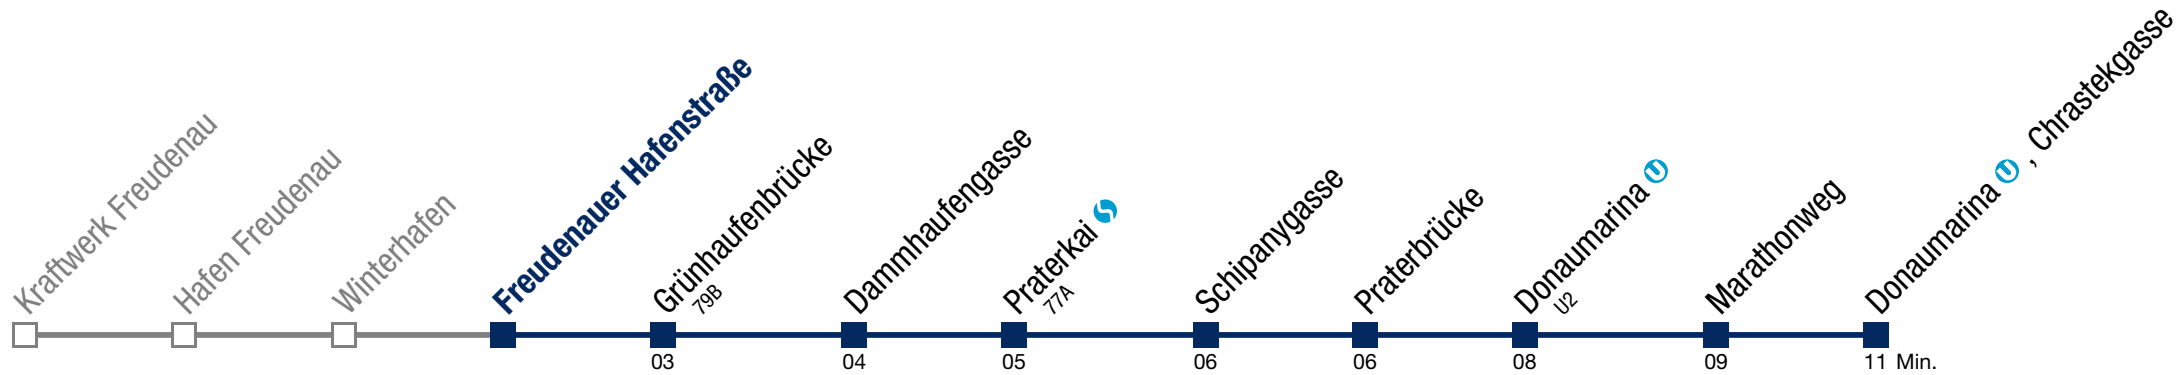 Kraftwerk Freudenau
Hafen Freudenau
Winterhafen
Freudenauer Hafenstraße
Grünhaufenbrücke
79B
Dammhaufengasse
Praterkai S
77A
Schipanygasse
Praterbrücke
Donaumarina U
U2
Marathonweg
Donaumarina U , Chrastekgasse
03 04 05 06 06 08 09 11 Min.